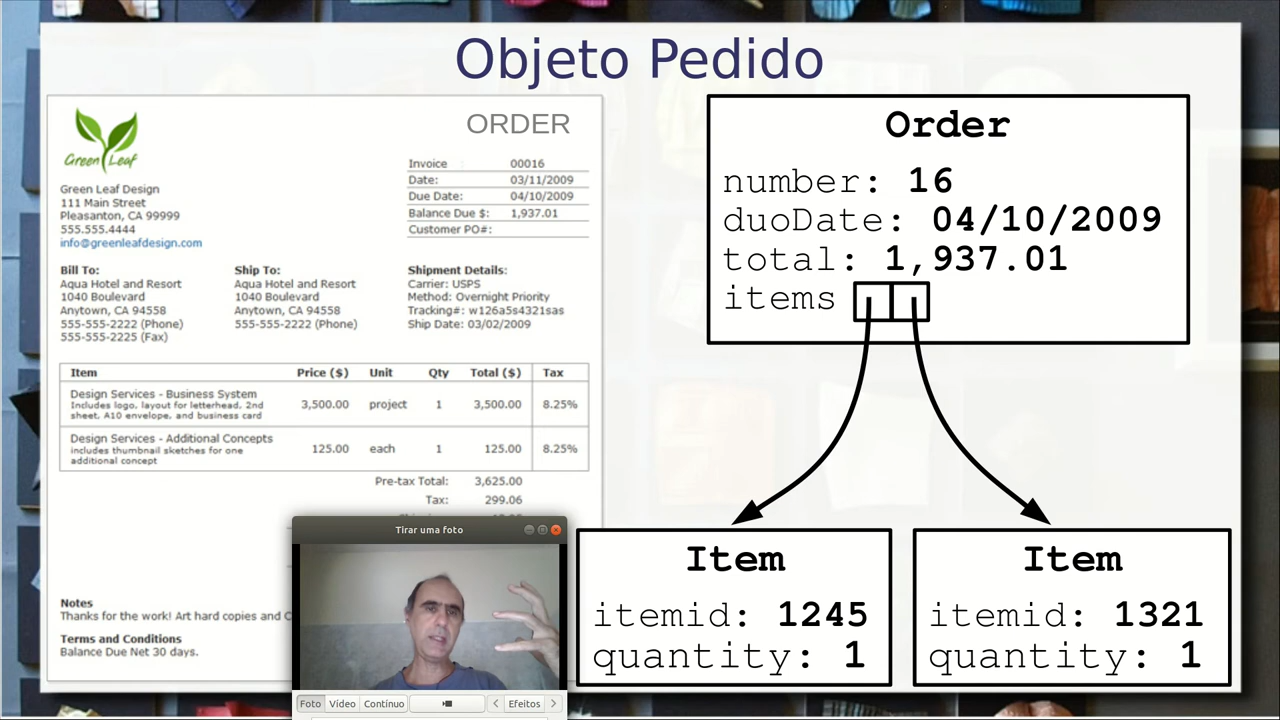 Objeto Pedido
Green Leaf
ORDER
Invoice 00016
Date: 03/11/2009
Due Date: 04/10/2009
Balance Due $: 1,937.01
Customer PO#:
Green Leaf Design
111 Main Street
Pleasanton, CA 99999
555.555.4444
info@greenleafdesign.com
Bill To:
Aqua Hotel and Resort
1040 Boulevard
Anytown, CA 94558
555-555-2222 (Phone)
555-555-2225 (Fax)
Ship To:
Aqua Hotel and Resort
1040 Boulevard
Anytown, CA 94558
555-555-2222 (Phone)
Shipment Details:
Carrier: USPS
Method: Overnight Priority
Tracking#: w126a5s4321sas
Ship Date: 03/02/2009
Item Price ($) Unit Qty Total ($) Tax
Design Services - Business System 3,500.00 project 1 3,500.00 8.25%
Includes logo, layout for letterhead, 2nd
sheet, A10 envelope, and business card
Design Services - Additional Concepts 125.00 each 1 125.00 8.25%
includes thumbnail sketches for one
additional concept
Pre-tax Total: 3,625.00
Tax: 299.06
Notes
Thanks for the work! Art hard copies and
Terms and Conditions
Balance Due Net 30 days.
Order
number: 16
duoDate: 04/10/2009
total: 1,937.01
items
Item
itemid: 1245
quantity: 1
Item
itemid: 1321
quantity: 1
Tirar uma foto
Foto Vídeo Contínuo Efeitos